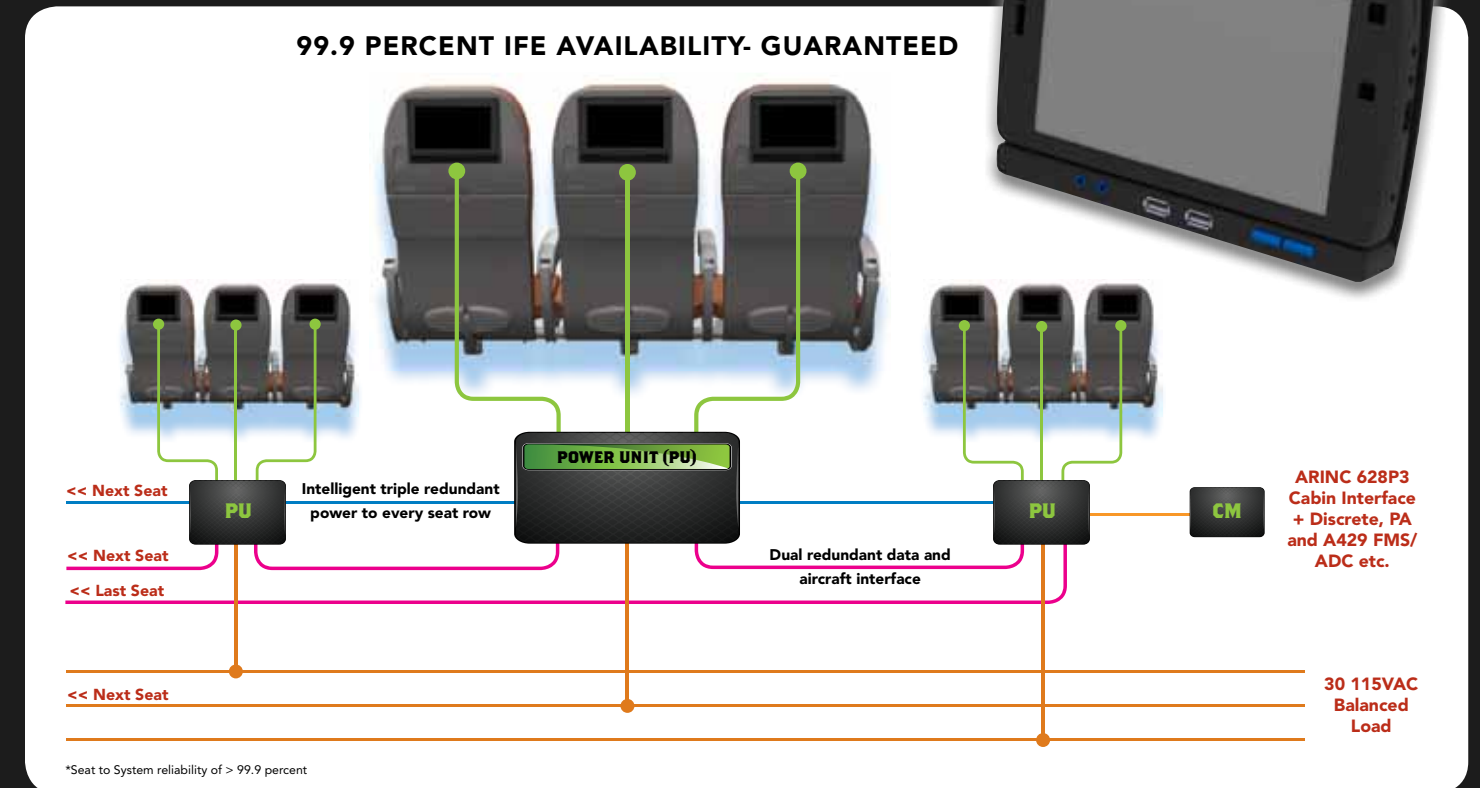 99.9 PERCENT IFE AVAILABILITY- GUARANTEED
POWER UNIT (PU)
<< Next Seat
PU
Intelligent triple redundant
power to every seat row
PU
CM
ARINC 628P3
Cabin Interface
+ Discrete, PA
and A429 FMS/
ADC etc.
<< Next Seat
Dual redundant data and
aircraft interface
<< Last Seat
<< Next Seat
30 115VAC
Balanced
Load
*Seat to System reliability of > 99.9 percent